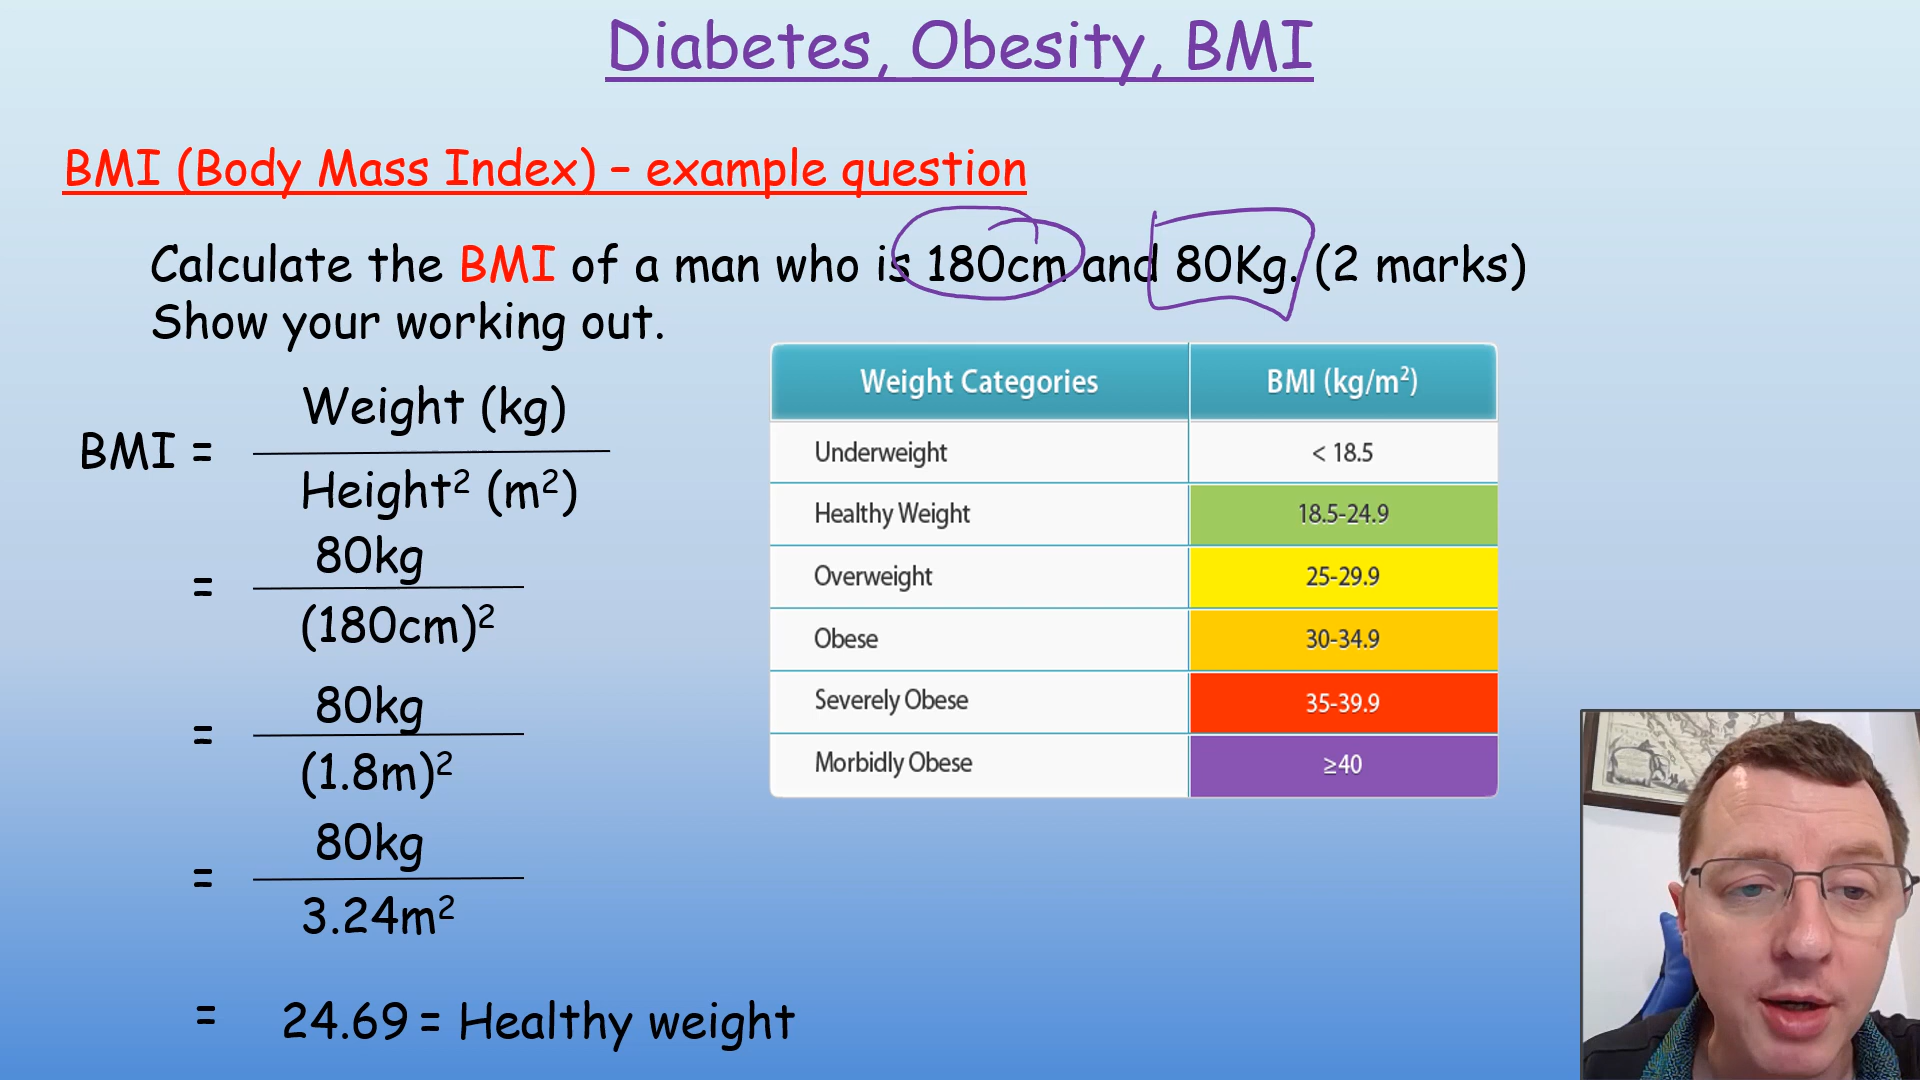 Diabetes, Obesity, BMI
BMI (Body Mass Index) – example question
Calculate the BMI of a man who is 180cm and 80Kg. (2 marks)
Show your working out.
BMI = Weight (kg)
Height² (m²)
= 80kg
(180cm)²
= 80kg
(1.8m)²
= 80kg
3.24m²
= 24.69 = Healthy weight
Weight Categories BMI (kg/m²)
Underweight < 18.5
Healthy Weight 18.5-24.9
Overweight 25-29.9
Obese 30-34.9
Severely Obese 35-39.9
Morbidly Obese ≥40